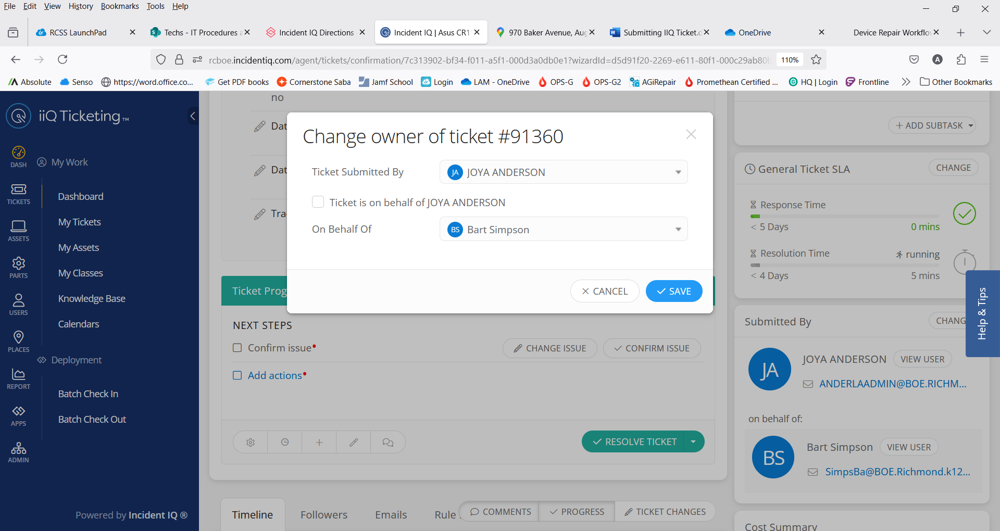 File Edit View History Bookmarks Tools Help
RCSS LaunchPad
Techs - IT Procedures
Incident IQ Directions
Incident IQ | Asus CR1
970 Baker Avenue, Aug
Submitting IIQ Ticket.d
OneDrive
Device Repair Workflo
rcboe.incidentiq.com/agent/tickets/confirmation/7c313902-bf34-f011-a5f1-000d3a0db0e1?wizardId=d5d91f20-2269-e611-80f1-000c29ab80b
110%
A
Absolute
Senso
https://word.office.co...
Get PDF books
Cornerstone Saba
Jamf School
Login
LAM - OneDrive
OPS-G
OPS-G2
AGiRepair
Promethean Certified ...
HQ | Login
Frontline
Other Bookmarks
iiQ Ticketing™
DASH
TICKETS
ASSETS
PARTS
USERS
PLACES
REPORT
APPS
ADMIN
My Work
Dashboard
My Tickets
My Assets
My Classes
Knowledge Base
Calendars
Deployment
Batch Check In
Batch Check Out
Powered by Incident IQ ®
no
Dat
Dat
Tra
Change owner of ticket #91360
Ticket Submitted By
JA JOYA ANDERSON
Ticket is on behalf of JOYA ANDERSON
On Behalf Of
BS Bart Simpson
CANCEL
SAVE
Ticket Prog
NEXT STEPS
Confirm issue
CHANGE ISSUE
CONFIRM ISSUE
Add actions
RESOLVE TICKET
Timeline
Followers
Emails
Rule
COMMENTS
PROGRESS
TICKET CHANGES
+ ADD SUBTASK
General Ticket SLA
CHANGE
Response Time
< 5 Days
0 mins
Resolution Time
running
< 4 Days
5 mins
Help & Tips
Submitted By
CHANG
JA
JOYA ANDERSON
VIEW USER
ANDERLAADMIN@BOE.RICHM...
on behalf of:
BS
Bart Simpson
VIEW USER
SimpsBa@BOE.Richmond.k12...
Cost Summary